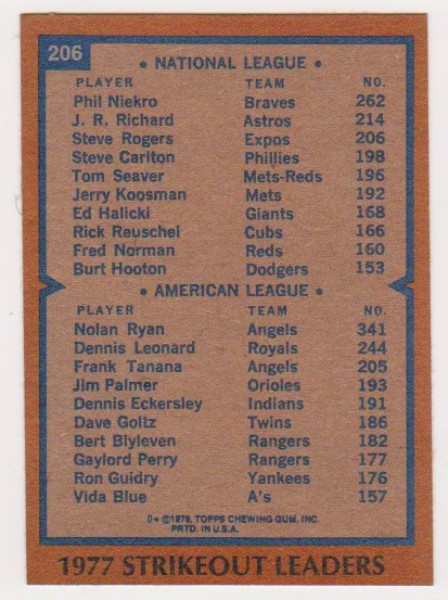 206
• NATIONAL LEAGUE •
PLAYER TEAM NO.
Phil Niekro Braves 262
J. R. Richard Astros 214
Steve Rogers Expos 206
Steve Carlton Phillies 198
Tom Seaver Mets-Reds 196
Jerry Koosman Mets 192
Ed Halicki Giants 168
Rick Reuschel Cubs 166
Fred Norman Reds 160
Burt Hooton Dodgers 153
• AMERICAN LEAGUE •
PLAYER TEAM NO.
Nolan Ryan Angels 341
Dennis Leonard Royals 244
Frank Tanana Angels 205
Jim Palmer Orioles 193
Dennis Eckersley Indians 191
Dave Goltz Twins 186
Bert Blyleven Rangers 182
Gaylord Perry Rangers 177
Ron Guidry Yankees 176
Vida Blue A's 157
D* ©1978, TOPPS CHEWING GUM, INC.
PRTD. IN U.S.A.
1977 STRIKEOUT LEADERS